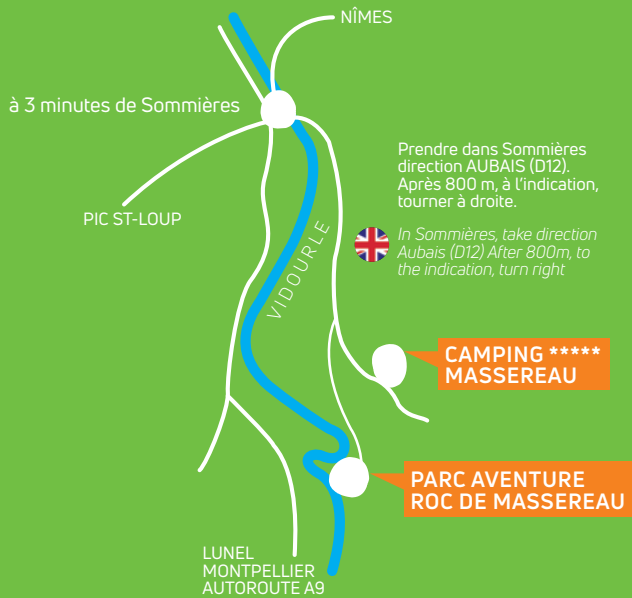 NÎMES
à 3 minutes de Sommières
Prendre dans Sommières
direction AUBAIS (D12).
Après 800 m, à l'indication,
tourner à droite.
PIC ST-LOUP
VIDOURLE
In Sommières, take direction
Aubais (D12) After 800m, to
the indication, turn right
CAMPING *****
MASSEREAU
PARC AVENTURE
ROC DE MASSEREAU
LUNEL
MONTPELLIER
AUTOROUTE A9